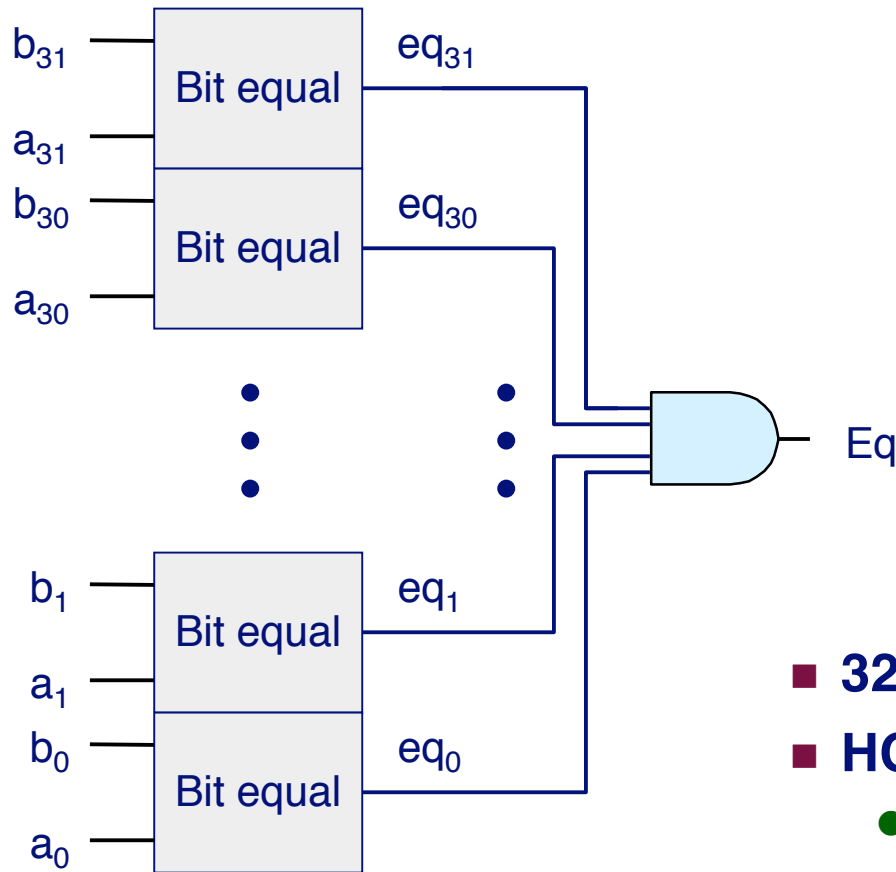 b₃₁
eq₃₁
Bit equal
a₃₁
b₃₀
eq₃₀
Bit equal
a₃₀
Eq
b₁
eq₁
Bit equal
a₁
b₀
eq₀
Bit equal
a₀
32